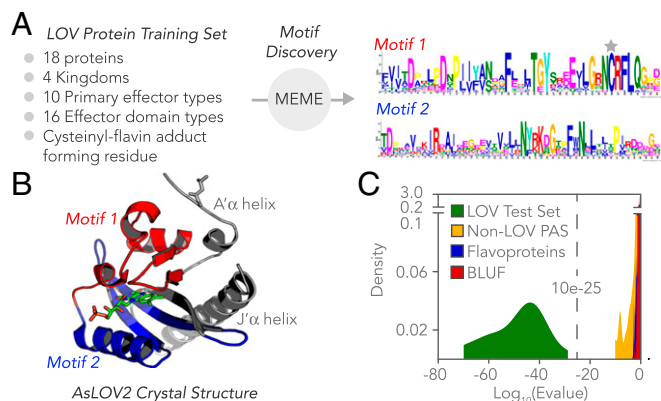 A
LOV Protein Training Set
18 proteins
4 Kingdoms
10 Primary effector types
16 Effector domain types
Cysteinyl-flavin adduct
forming residue
Motif
Discovery
MEME
Motif 1
Motif 2
B
Motif 1
A'α helix
J'α helix
Motif 2
AsLOV2 Crystal Structure
C
3.0
0.2
0.1
0.06
0.02
Density
LOV Test Set
Non-LOV PAS
Flavoproteins
BLUF
10e-25
-80
-60
-40
-20
0
Log10(Evalue)